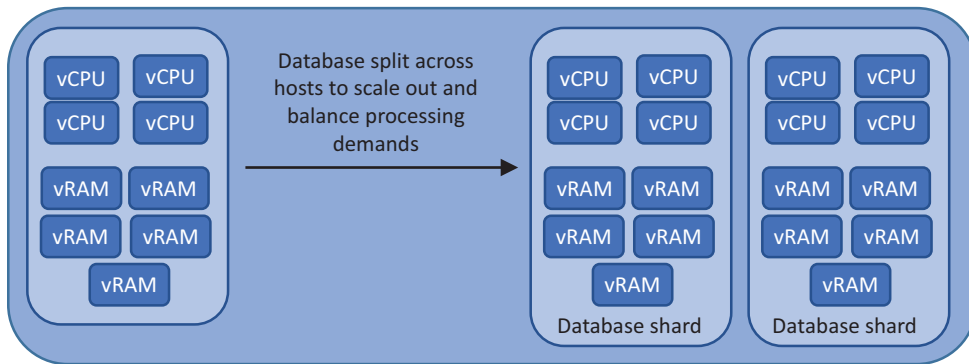 vCPU vCPU
vCPU vCPU
vRAM vRAM
vRAM vRAM
vRAM
Database split across
hosts to scale out and
balance processing
demands
vCPU vCPU
vCPU vCPU
vRAM vRAM
vRAM vRAM
vRAM
Database shard
vCPU vCPU
vCPU vCPU
vRAM vRAM
vRAM vRAM
vRAM
Database shard